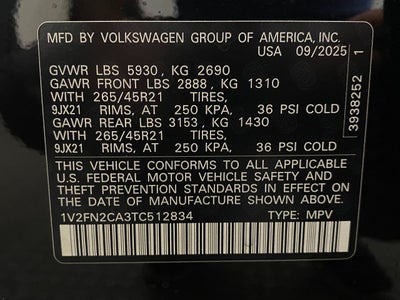 MFD BY VOLKSWAGEN GROUP OF AMERICA, INC.
USA 09/2025
GVWR LBS 5930, KG 2690
GAWR FRONT LBS 2888, KG 1310
WITH 265/45R21 TIRES,
9JX21 RIMS, AT 250 KPA, 36 PSI COLD
GAWR REAR LBS 3153, KG 1430
WITH 265/45R21 TIRES,
9JX21 RIMS, AT 250 KPA, 36 PSI COLD
THIS VEHICLE CONFORMS TO ALL APPLICABLE
U.S. FEDERAL MOTOR VEHICLE SAFETY AND
THEFT PREVENTION STANDARDS IN EFFECT ON THE
DATE OF MANUFACTURE SHOWN ABOVE.
1V2FN2CA3TC512834 TYPE: MPV
3938252 1